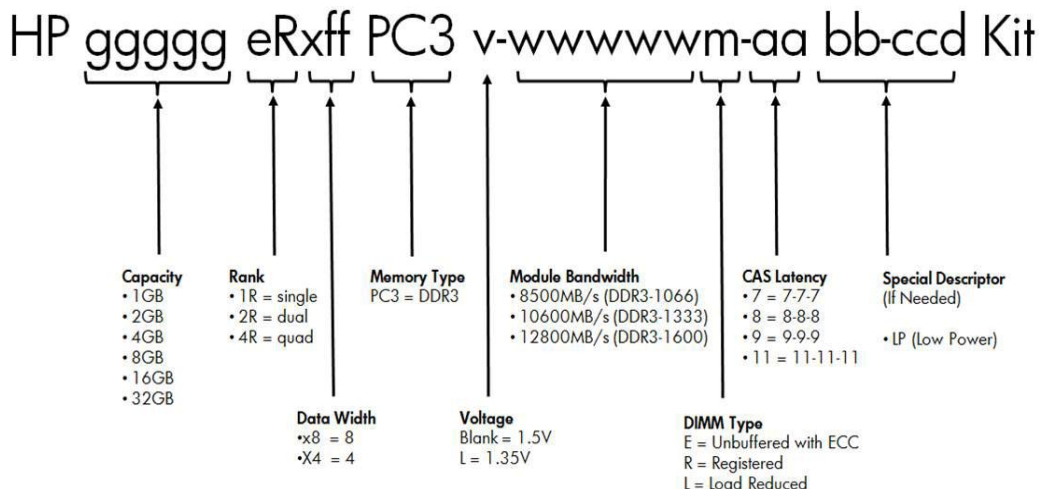 HP ggggg eRxff PC3 v-wwwwwm-aa bb-ccd Kit
Capacity
• 1GB
• 2GB
• 4GB
• 8GB
• 16GB
• 32GB
Rank
• 1R = single
• 2R = dual
• 4R = quad
Memory Type
PC3 = DDR3
Module Bandwidth
• 8500MB/s (DDR3-1066)
• 10600MB/s (DDR3-1333)
• 12800MB/s (DDR3-1600)
CAS Latency
• 7 = 7-7-7
• 8 = 8-8-8
• 9 = 9-9-9
• 11 = 11-11-11
Special Descriptor
(If Needed)
• LP (Low Power)
Data Width
•x8 = 8
•X4 = 4
Voltage
Blank = 1.5V
L = 1.35V
DIMM Type
E = Unbuffered with ECC
R = Registered
L = Load Reduced